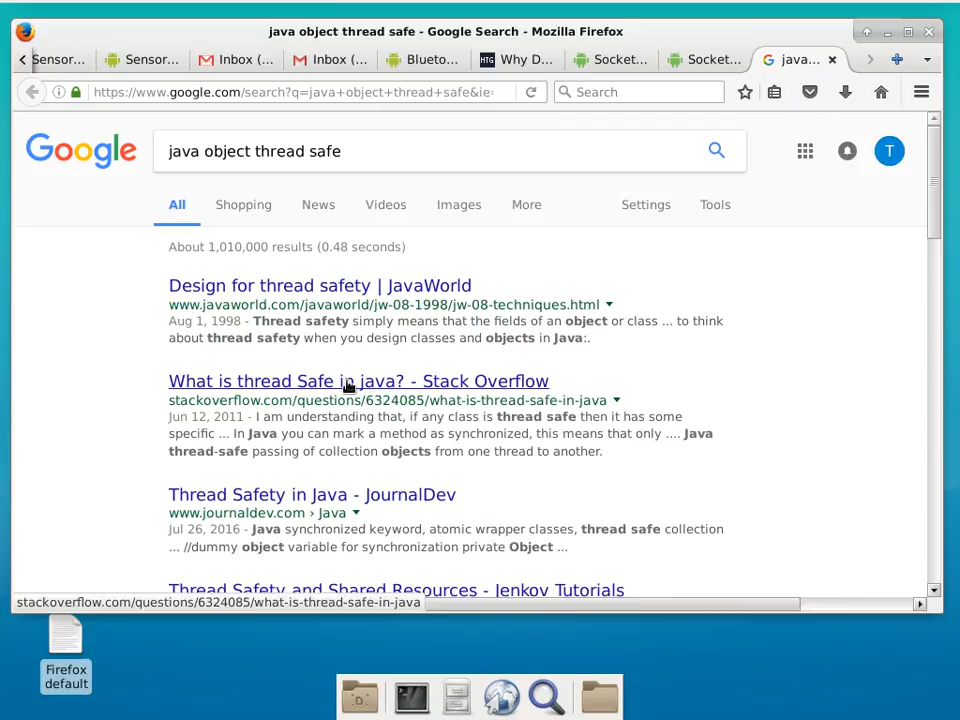 java object thread safe - Google Search - Mozilla Firefox
Sensor... Sensor... Inbox (... Inbox (... Blueto... HTG Why D... Socket... Socket... G java...
https://www.google.com/search?q=java+object+thread+safe&ie= Search
Google java object thread safe T
All Shopping News Videos Images More Settings Tools
About 1,010,000 results (0.48 seconds)
Design for thread safety | JavaWorld
www.javaworld.com/javaworld/jw-08-1998/jw-08-techniques.html
Aug 1, 1998 - Thread safety simply means that the fields of an object or class ... to think
about thread safety when you design classes and objects in Java:.
What is thread Safe in java? - Stack Overflow
stackoverflow.com/questions/6324085/what-is-thread-safe-in-java
Jun 12, 2011 - I am understanding that, if any class is thread safe then it has some
specific ... In Java you can mark a method as synchronized, this means that only .... Java
thread-safe passing of collection objects from one thread to another.
Thread Safety in Java - JournalDev
www.journaldev.com › Java
Jul 26, 2016 - Java synchronized keyword, atomic wrapper classes, thread safe collection
... //dummy object variable for synchronization private Object ...
Thread Safety and Shared Resources - Jenkov Tutorials
stackoverflow.com/questions/6324085/what-is-thread-safe-in-java
Firefox
default